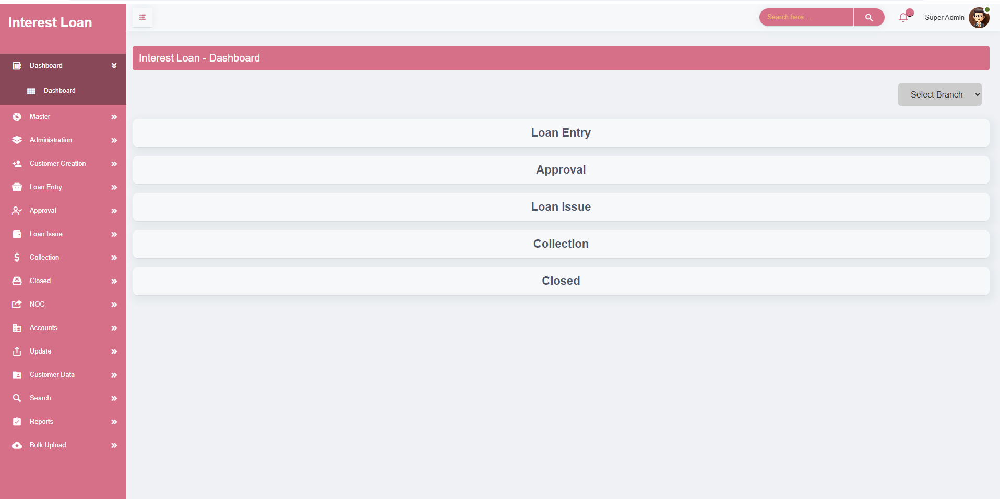 Interest Loan
Search here ...
Super Admin
Dashboard
Dashboard
Master
Administration
Customer Creation
Loan Entry
Approval
Loan Issue
Collection
Closed
NOC
Accounts
Update
Customer Data
Search
Reports
Bulk Upload
Interest Loan - Dashboard
Select Branch
Loan Entry
Approval
Loan Issue
Collection
Closed